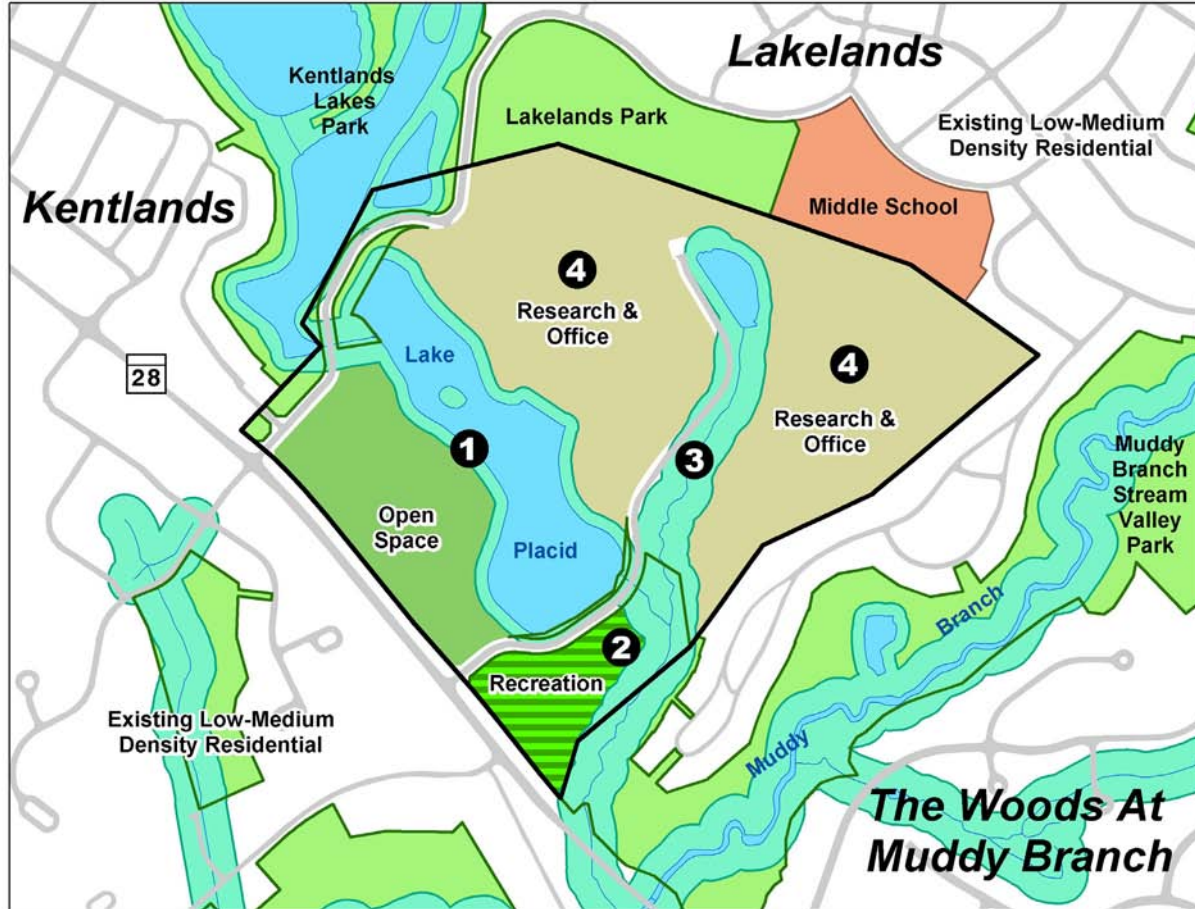 Lakelands
Kentlands
Lakes
Park
Lakelands Park
Existing Low-Medium
Density Residential
Kentlands
Middle School
4
Research &
Office
Lake
4
28
Research &
Office
1
3
Muddy
Branch
Stream
Valley
Park
Open
Space
Placid
Branch
2
Recreation
Existing Low-Medium
Density Residential
Muddy
The Woods At
Muddy Branch